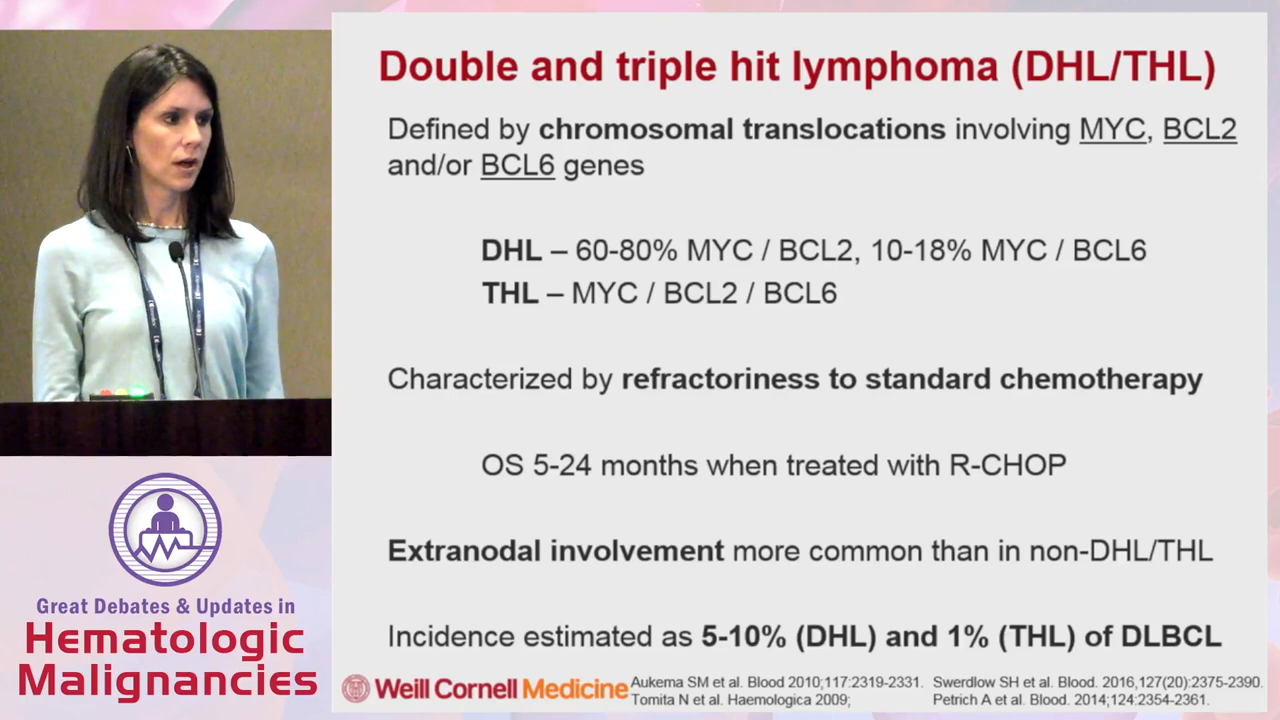 Double and triple hit lymphoma (DHL/THL)
Defined by chromosomal translocations involving MYC, BCL2
and/or BCL6 genes
DHL – 60-80% MYC / BCL2, 10-18% MYC / BCL6
THL – MYC / BCL2 / BCL6
Characterized by refractoriness to standard chemotherapy
OS 5-24 months when treated with R-CHOP
Extranodal involvement more common than in non-DHL/THL
Incidence estimated as 5-10% (DHL) and 1% (THL) of DLBCL
Weill Cornell Medicine
Aukema SM et al. Blood 2010;117:2319-2331.
Tomita N et al. Haemologica 2009;
Swerdlow SH et al. Blood. 2016,127(20):2375-2390.
Petrich A et al. Blood. 2014;124:2354-2361.
Great Debates & Updates in
Hematologic
Malignancies